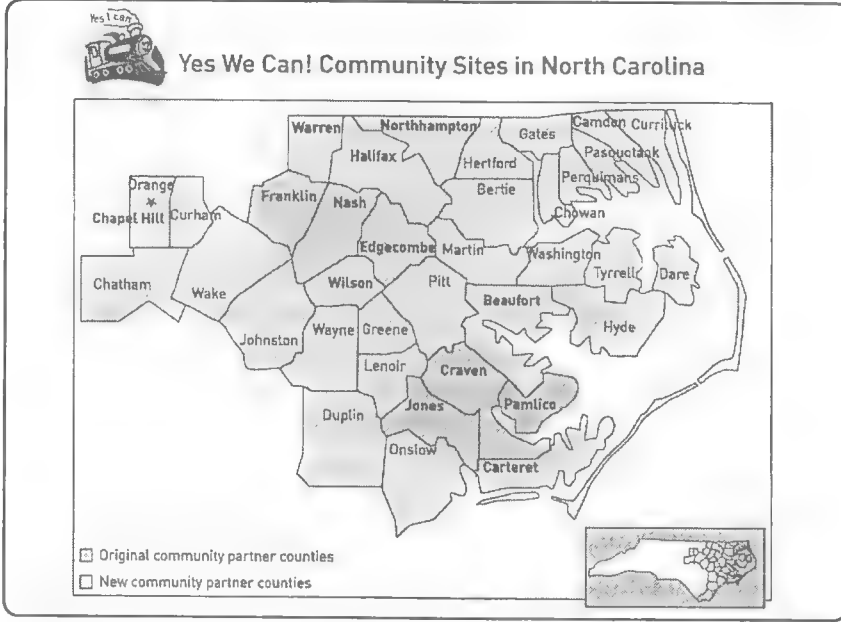 Yes I can
Yes We Can! Community Sites in North Carolina
Warren
Northhampton
Gates
Camden
Curriluck
Halifax
Hertford
Pasquotank
Perquimans
Orange
Chapel Hill
Curham
Franklin
Nash
Bertie
Chowan
Edgecombe
Martin
Washington
Chatham
Wake
Wilson
Pitt
Tyrrell
Dare
Beaufort
Johnston
Wayne
Greene
Hyde
Lenoir
Craven
Duplin
Jones
Pamlico
Onslow
Carteret
Original community partner counties
New community partner counties